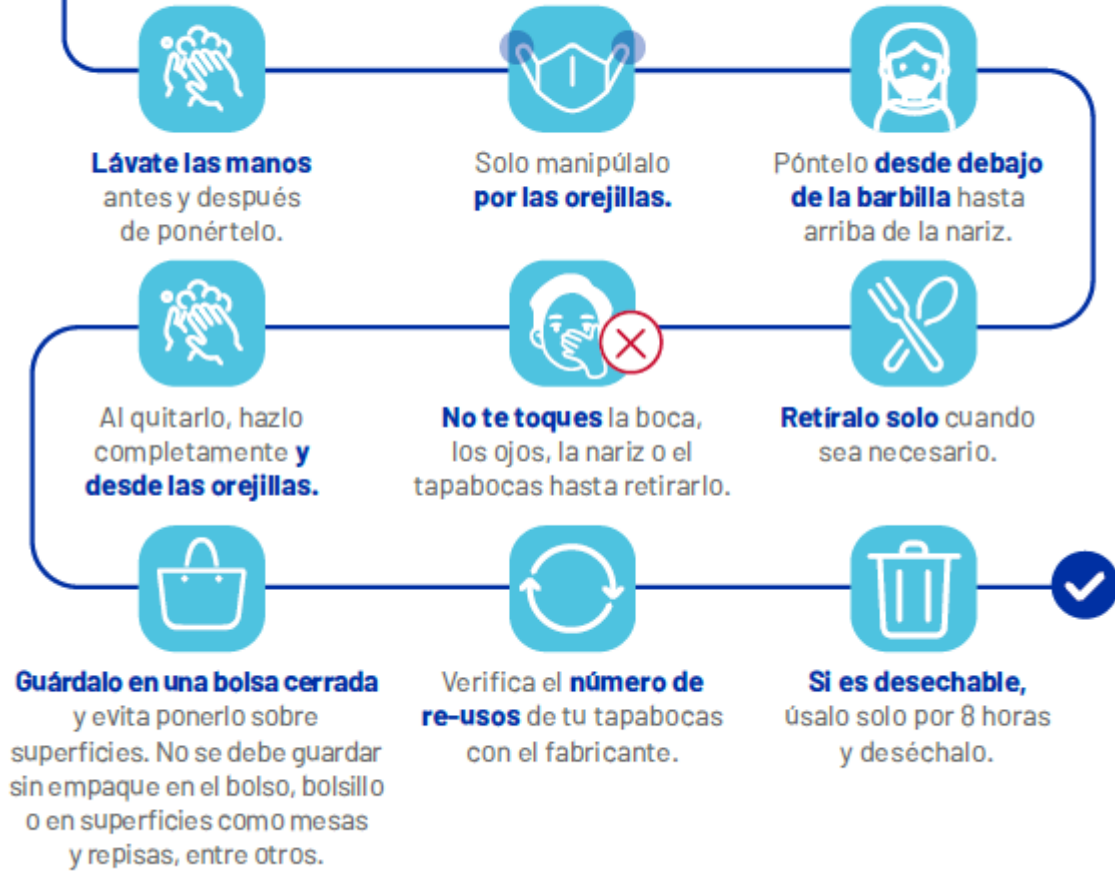 Lávate las manos
antes y después
de ponértelo.
Solo manipúlalo
por las orejillas.
Póntelo desde debajo
de la barbilla hasta
arriba de la nariz.
Retíralo solo cuando
sea necesario.
No te toques la boca,
los ojos, la nariz o el
tapabocas hasta retirarlo.
Al quitarlo, hazlo
completamente y
desde las orejillas.
Guárdalo en una bolsa cerrada
y evita ponerlo sobre
superficies. No se debe guardar
sin empaque en el bolso, bolsillo
o en superficies como mesas
y repisas, entre otros.
Verifica el número de
re-usos de tu tapabocas
con el fabricante.
Si es desechable,
úsalo solo por 8 horas
y deséchalo.